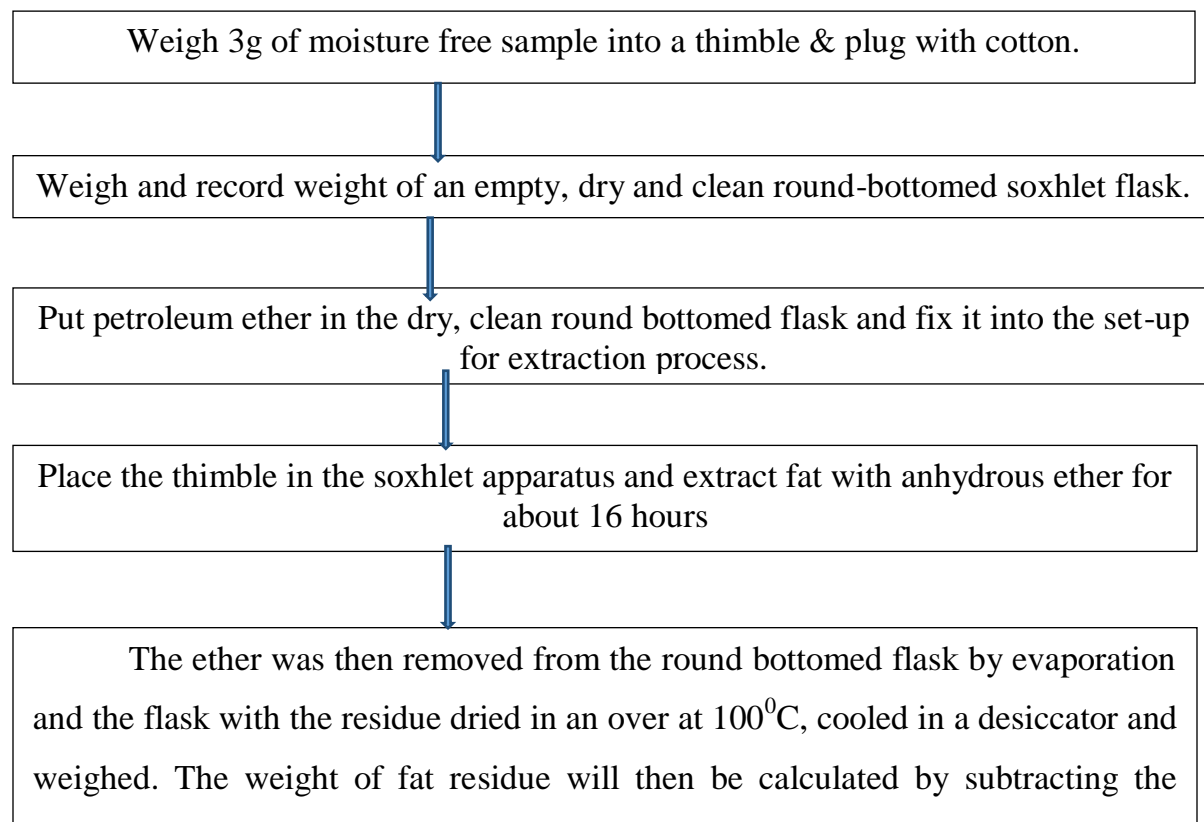 Weigh 3g of moisture free sample into a thimble & plug with cotton.
Weigh and record weight of an empty, dry and clean round-bottomed soxhlet flask.
Put petroleum ether in the dry, clean round bottomed flask and fix it into the set-up
for extraction process.
Place the thimble in the soxhlet apparatus and extract fat with anhydrous ether for
about 16 hours
The ether was then removed from the round bottomed flask by evaporation
and the flask with the residue dried in an over at 100⁰C, cooled in a desiccator and
weighed. The weight of fat residue will then be calculated by subtracting the